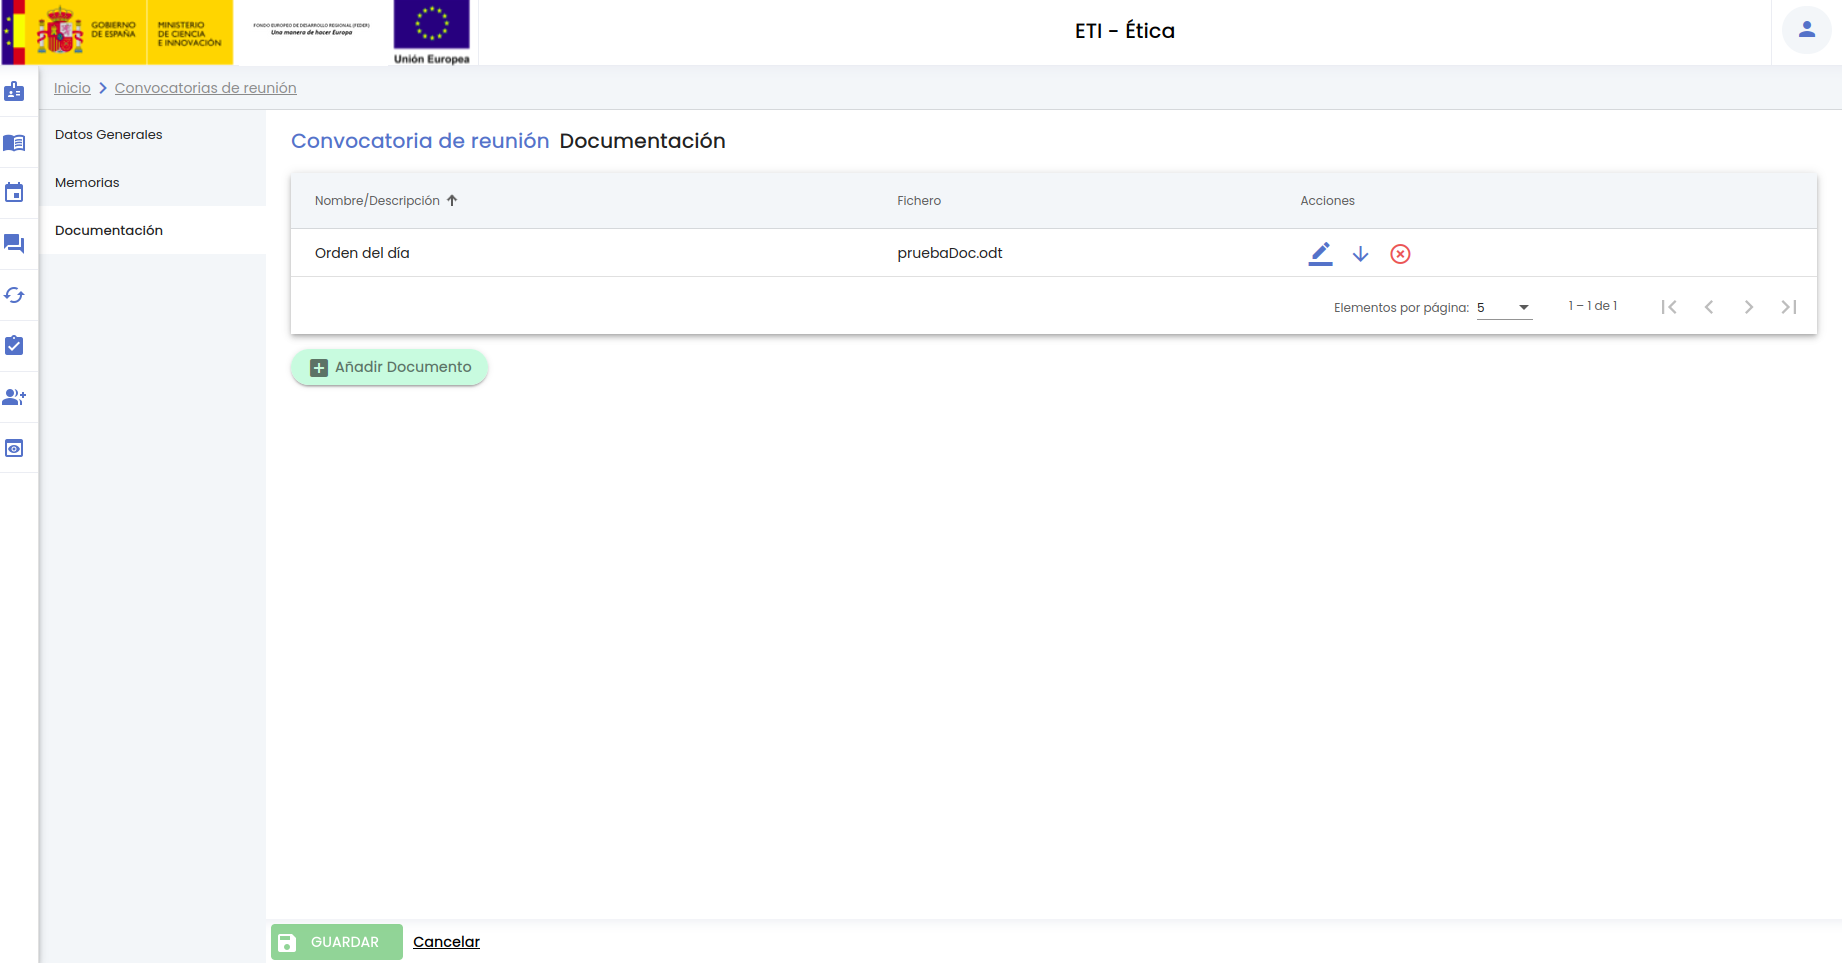 GOBIERNO
DE ESPAÑA
MINISTERIO
DE CIENCIA
E INNOVACIÓN
FONDO EUROPEO DE DESARROLLO REGIONAL (FEDER)
Una manera de hacer Europa
Unión Europea
ETI - Ética
Inicio
Convocatorias de reunión
Datos Generales
Memorias
Documentación
Convocatoria de reunión Documentación
Nombre/Descripción Fichero Acciones
Orden del día pruebaDoc.odt
Elementos por página: 5 1 – 1 de 1
Añadir Documento
GUARDAR Cancelar